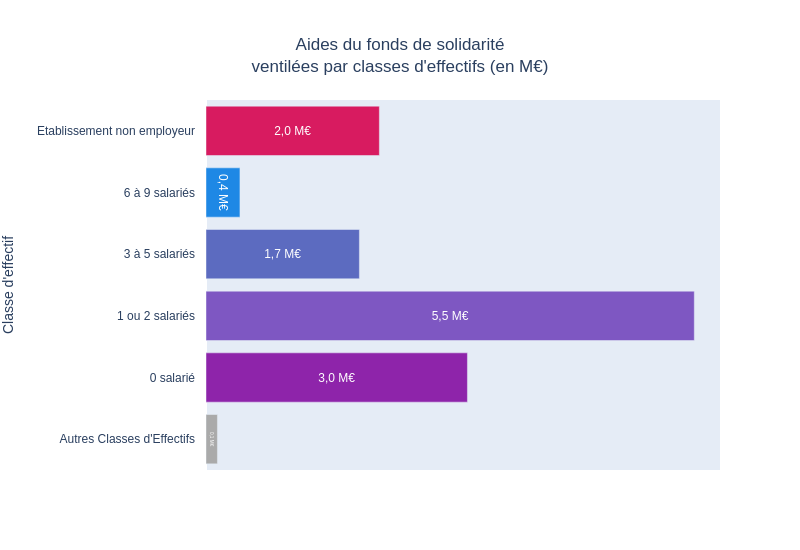 Aides du fonds de solidarité
ventilées par classes d'effectifs (en M€)
Classe d'effectif
Etablissement non employeur
2,0 M€
6 à 9 salariés
0,4 M€
3 à 5 salariés
1,7 M€
1 ou 2 salariés
5,5 M€
0 salarié
3,0 M€
Autres Classes d'Effectifs